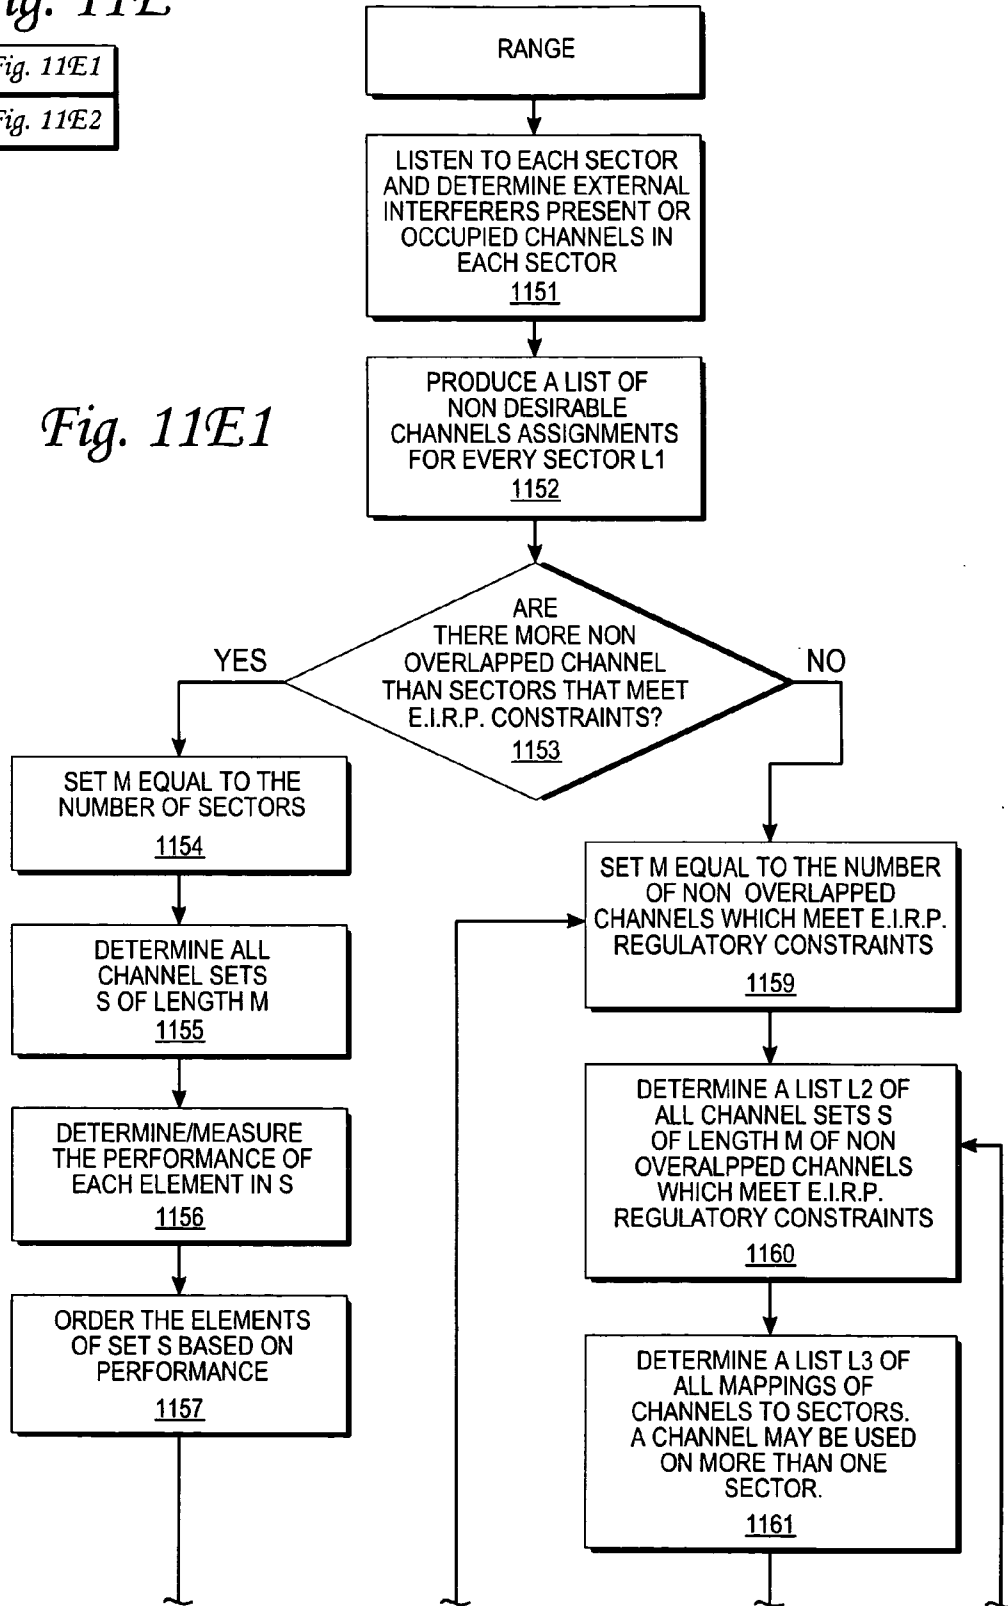 Fig. 11E
Fig. 11E1
Fig. 11E2
Fig. 11E1
RANGE
LISTEN TO EACH SECTOR
AND DETERMINE EXTERNAL
INTERFERERS PRESENT OR
OCCUPIED CHANNELS IN
EACH SECTOR
1151
PRODUCE A LIST OF
NON DESIRABLE
CHANNELS ASSIGNMENTS
FOR EVERY SECTOR L1
1152
ARE
THERE MORE NON
OVERLAPPED CHANNEL
THAN SECTORS THAT MEET
E.I.R.P. CONSTRAINTS?
1153
YES
NO
SET M EQUAL TO THE
NUMBER OF SECTORS
1154
DETERMINE ALL
CHANNEL SETS
S OF LENGTH M
1155
DETERMINE/MEASURE
THE PERFORMANCE OF
EACH ELEMENT IN S
1156
ORDER THE ELEMENTS
OF SET S BASED ON
PERFORMANCE
1157
SET M EQUAL TO THE NUMBER
OF NON OVERLAPPED
CHANNELS WHICH MEET E.I.R.P.
REGULATORY CONSTRAINTS
1159
DETERMINE A LIST L2 OF
ALL CHANNEL SETS S
OF LENGTH M OF NON
OVERALPPED CHANNELS
WHICH MEET E.I.R.P.
REGULATORY CONSTRAINTS
1160
DETERMINE A LIST L3 OF
ALL MAPPINGS OF
CHANNELS TO SECTORS.
A CHANNEL MAY BE USED
ON MORE THAN ONE
SECTOR.
1161